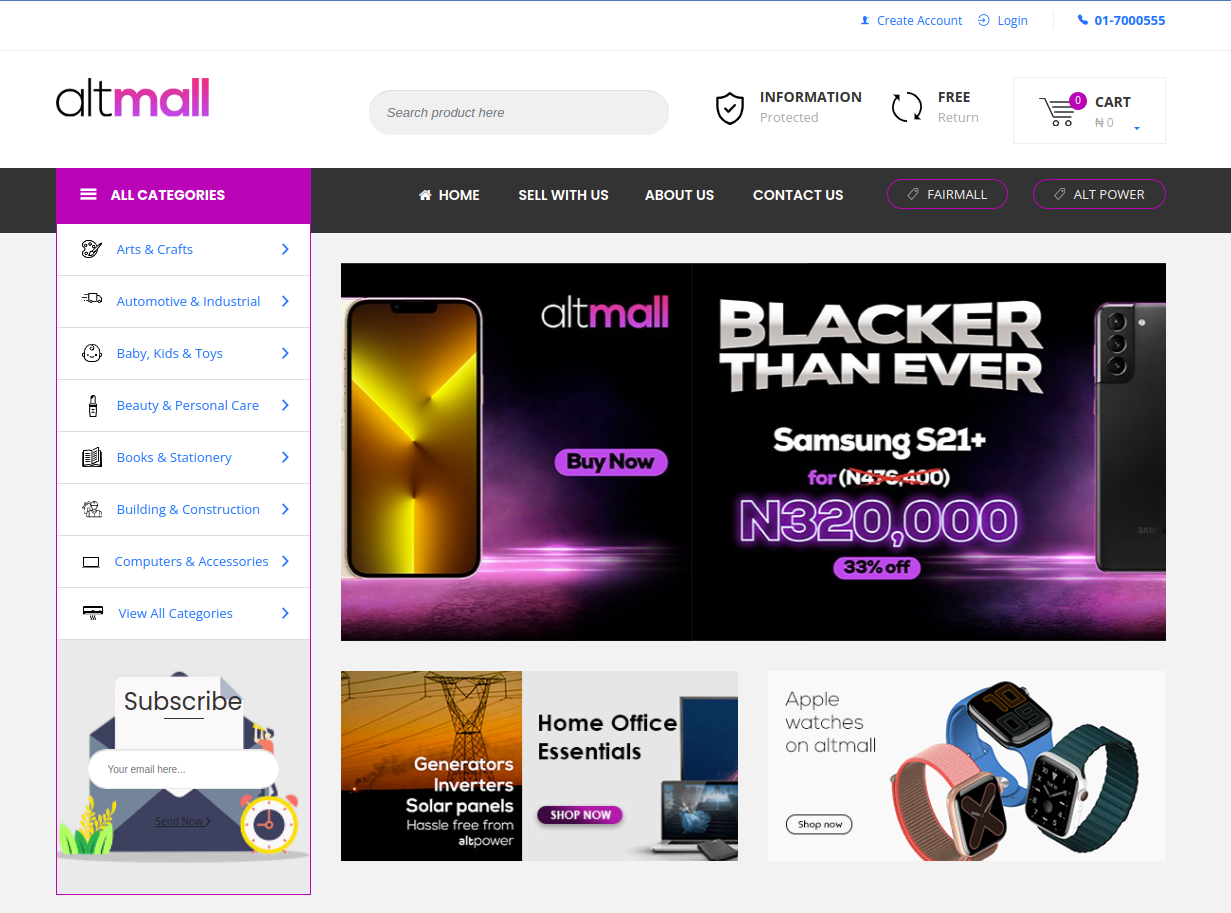 Create Account
Login
01-7000555
altmall
Search product here
INFORMATION
Protected
FREE
Return
0
CART
₦ 0
ALL CATEGORIES
HOME
SELL WITH US
ABOUT US
CONTACT US
FAIRMALL
ALT POWER
Arts & Crafts
Automotive & Industrial
Baby, Kids & Toys
Beauty & Personal Care
Books & Stationery
Building & Construction
Computers & Accessories
View All Categories
Subscribe
Your email here...
Send Now
altmall
Buy Now
BLACKER
THAN EVER
Samsung S21+
for (N476,400)
N320,000
33% off
Generators
Inverters
Solar panels
Hassle free from
altpower
Home Office
Essentials
SHOP NOW
Apple
watches
on altmall
Shop now
10
09